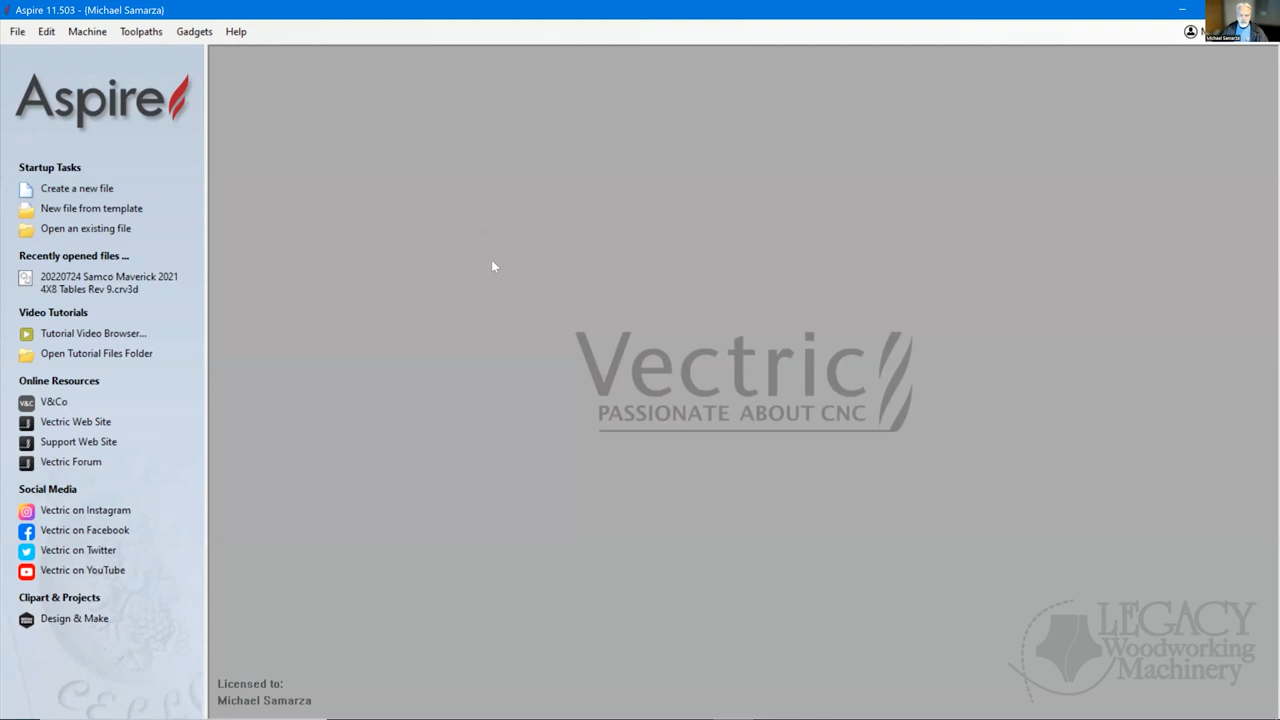 Aspire 11.503 - (Michael Samarza)
File Edit Machine Toolpaths Gadgets Help
Michael Samarza
Aspire
Startup Tasks
Create a new file
New file from template
Open an existing file
Recently opened files ...
20220724 Samco Maverick 2021
4X8 Tables Rev 9.crv3d
Video Tutorials
Tutorial Video Browser...
Open Tutorial Files Folder
Online Resources
V&C V&Co
Vectric Web Site
Support Web Site
Vectric Forum
Social Media
Vectric on Instagram
Vectric on Facebook
Vectric on Twitter
Vectric on YouTube
Clipart & Projects
Design & Make
Vectric
PASSIONATE ABOUT CNC
Licensed to:
Michael Samarza
LEGACY
Woodworking
Machinery